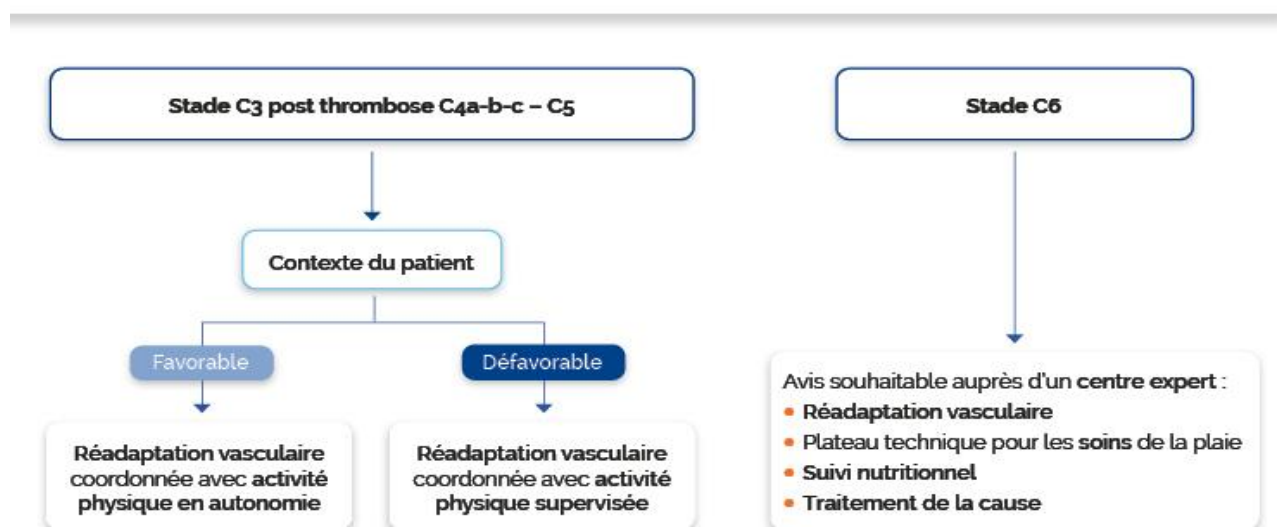 Stade C3 post thrombose C4a-b-c – C5
Contexte du patient
Favorable
Défavorable
Réadaptation vasculaire
coordonnée avec activité
physique en autonomie
Réadaptation vasculaire
coordonnée avec activité
physique supervisée
Stade C6
Avis souhaitable auprès d'un centre expert :
• Réadaptation vasculaire
• Plateau technique pour les soins de la plaie
• Suivi nutritionnel
• Traitement de la cause